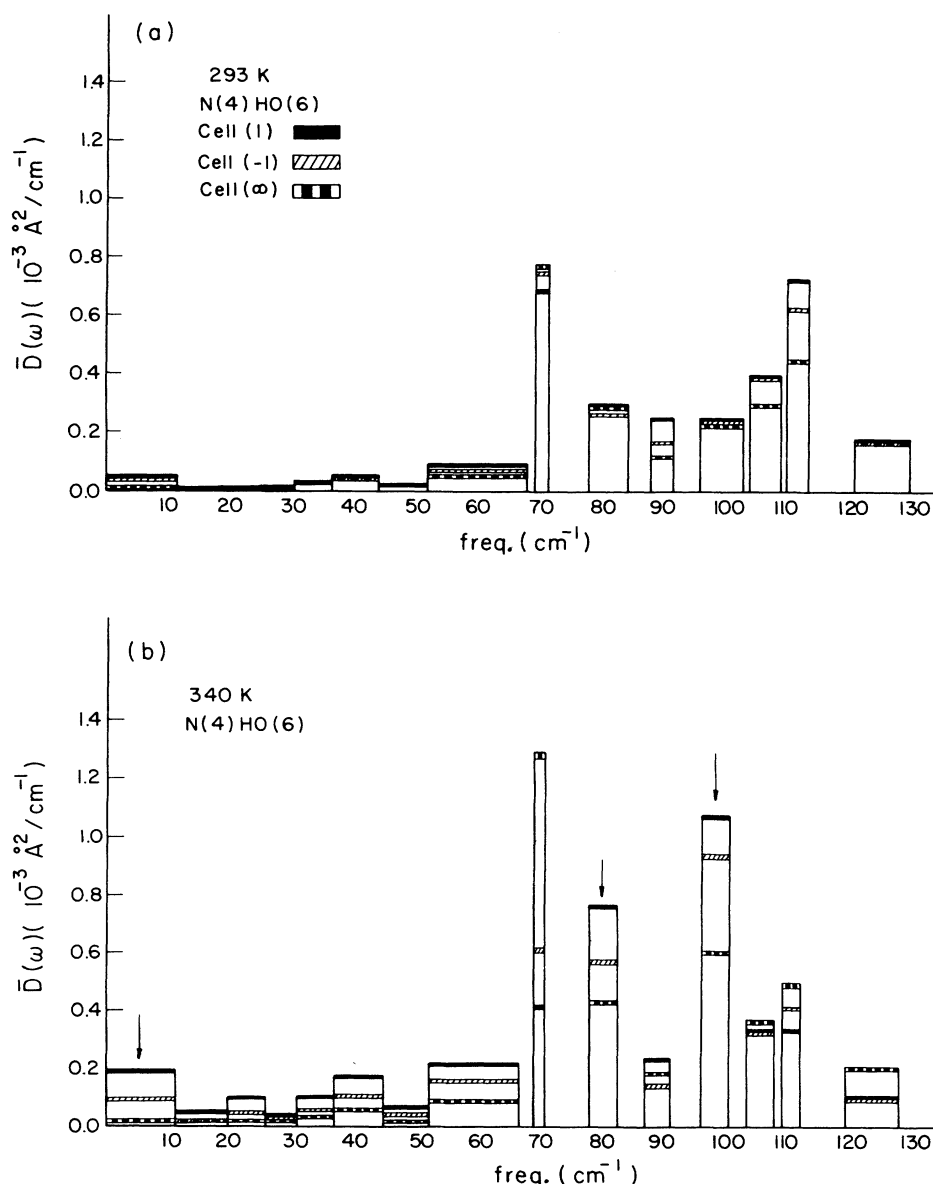 (a)
293 K
N(4) HO(6)
Cell (1)
Cell (-1)
Cell (∞)
D̄(ω)( 10⁻³ Å²/cm⁻¹)
1.4
1.2
1.0
0.8
0.6
0.4
0.2
0.0
10 20 30 40 50 60 70 80 90 100 110 120 130
freq. (cm⁻¹)
(b)
340 K
N(4) HO(6)
D̄(ω)( 10⁻³ Å²/cm⁻¹)
1.4
1.2
1.0
0.8
0.6
0.4
0.2
0.0
10 20 30 40 50 60 70 80 90 100 110 120 130
freq. (cm⁻¹)